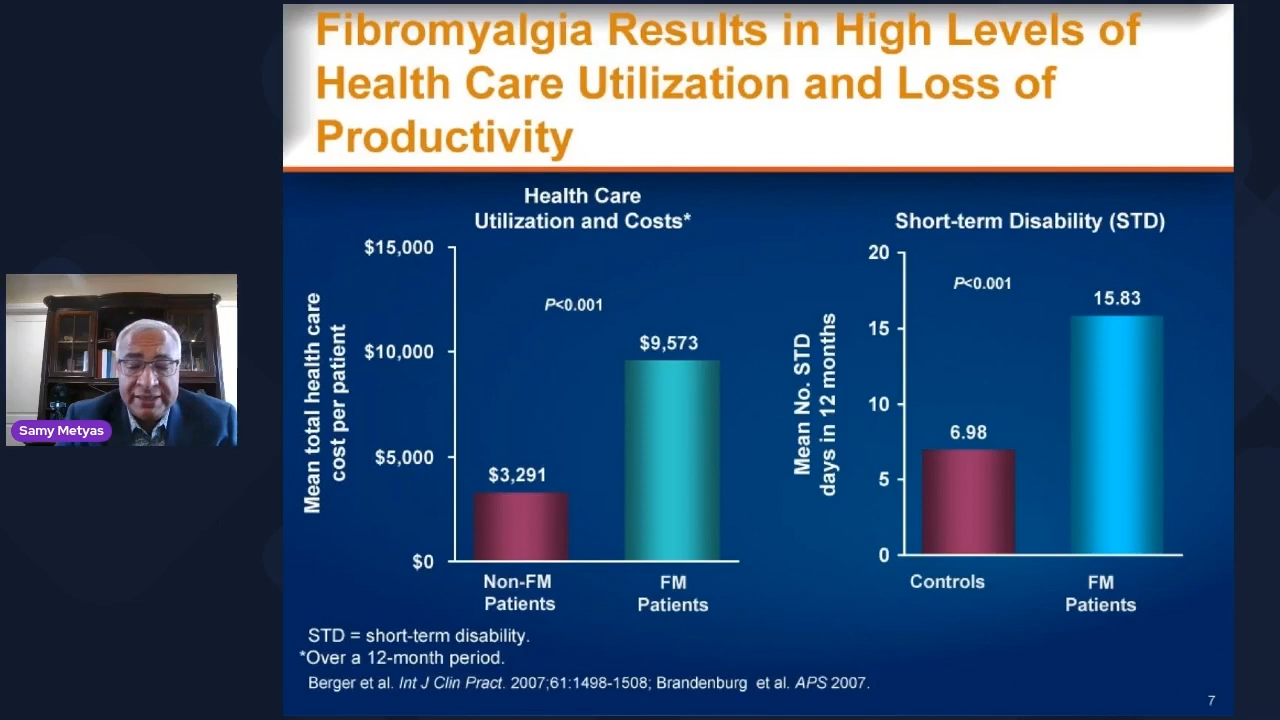 Fibromyalgia Results in High Levels of
Health Care Utilization and Loss of
Productivity
Health Care
Utilization and Costs*
Mean total health care
cost per patient
$15,000
$10,000
$5,000
$0
P<0.001
$3,291
$9,573
Non-FM
Patients
FM
Patients
Short-term Disability (STD)
Mean No. STD
days in 12 months
20
15
10
5
0
P<0.001
6.98
15.83
Controls
FM
Patients
STD = short-term disability.
*Over a 12-month period.
Berger et al. Int J Clin Pract. 2007;61:1498-1508; Brandenburg et al. APS 2007.
7
Samy Metyas